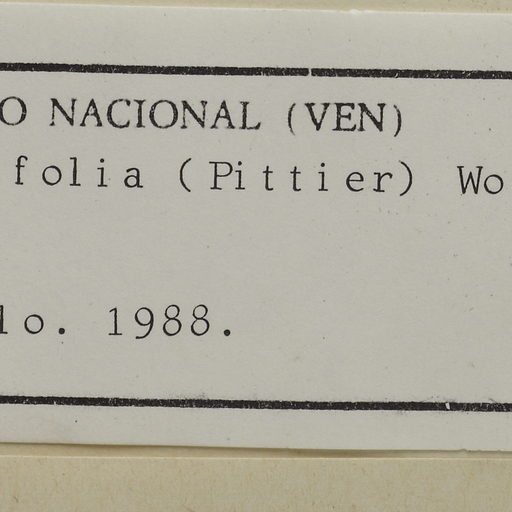 O NACIONAL (VEN)
folia (Pittier) Wo
lo. 1988.